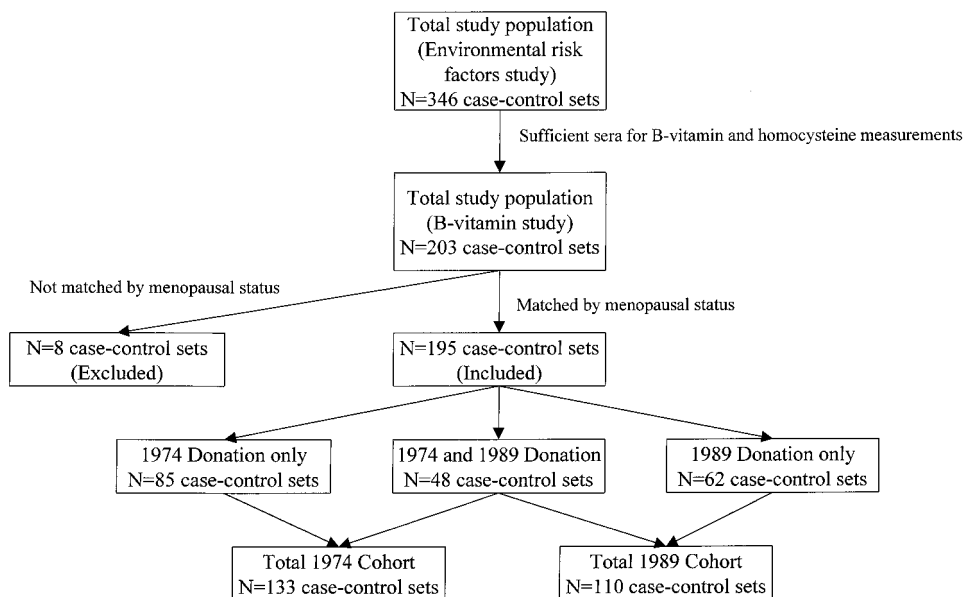 Total study population
(Environmental risk
factors study)
N=346 case-control sets
Sufficient sera for B-vitamin and homocysteine measurements
Total study population
(B-vitamin study)
N=203 case-control sets
Not matched by menopausal status
Matched by menopausal status
N=8 case-control sets
(Excluded)
N=195 case-control sets
(Included)
1974 Donation only
N=85 case-control sets
1974 and 1989 Donation
N=48 case-control sets
1989 Donation only
N=62 case-control sets
Total 1974 Cohort
N=133 case-control sets
Total 1989 Cohort
N=110 case-control sets